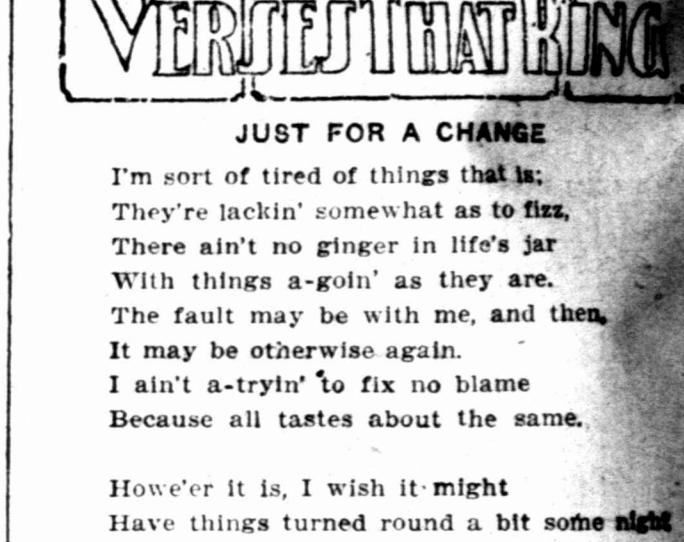 VERSES THAT RING
JUST FOR A CHANGE
I'm sort of tired of things that is;
They're lackin' somewhat as to fizz,
There ain't no ginger in life's jar
With things a-goin' as they are.
The fault may be with me, and then,
It may be otherwise again.
I ain't a-tryin' to fix no blame
Because all tastes about the same.
Howe'er it is, I wish it might
Have things turned round a bit some night